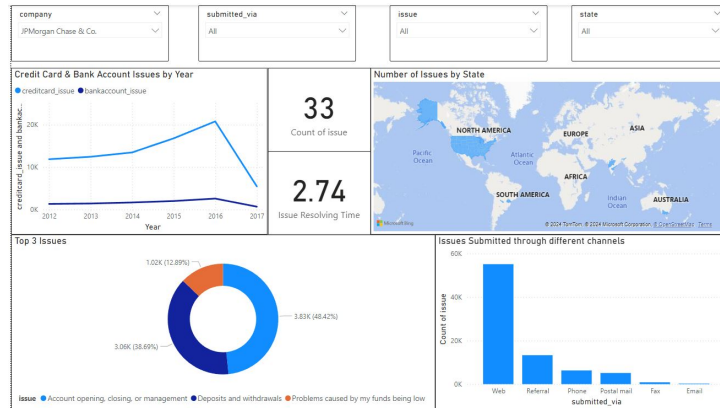 company
JPMorgan Chase & Co.
submitted_via
All
issue
All
state
All
Credit Card & Bank Account Issues by Year
creditcard_issue bankaccount_issue
creditcard_issue and bankac...
20K
10K
0K
2012 2013 2014 2015 2016 2017
Year
33
Count of issue
2.74
Issue Resolving Time
Number of Issues by State
NORTH AMERICA
EUROPE
ASIA
Pacific
Ocean
Atlantic
Ocean
AFRICA
SOUTH AMERICA
Indian
Ocean
AUSTRALIA
Microsoft Bing
© 2024 TomTom, © 2024 Microsoft Corporation, © OpenStreetMap Terms
Top 3 Issues
1.02K (12.89%)
3.83K (48.42%)
3.06K (38.69%)
issue Account opening, closing, or management Deposits and withdrawals Problems caused by my funds being low
Issues Submitted through different channels
Count of issue
60K
40K
20K
0K
Web Referral Phone Postal mail Fax Email
submitted_via